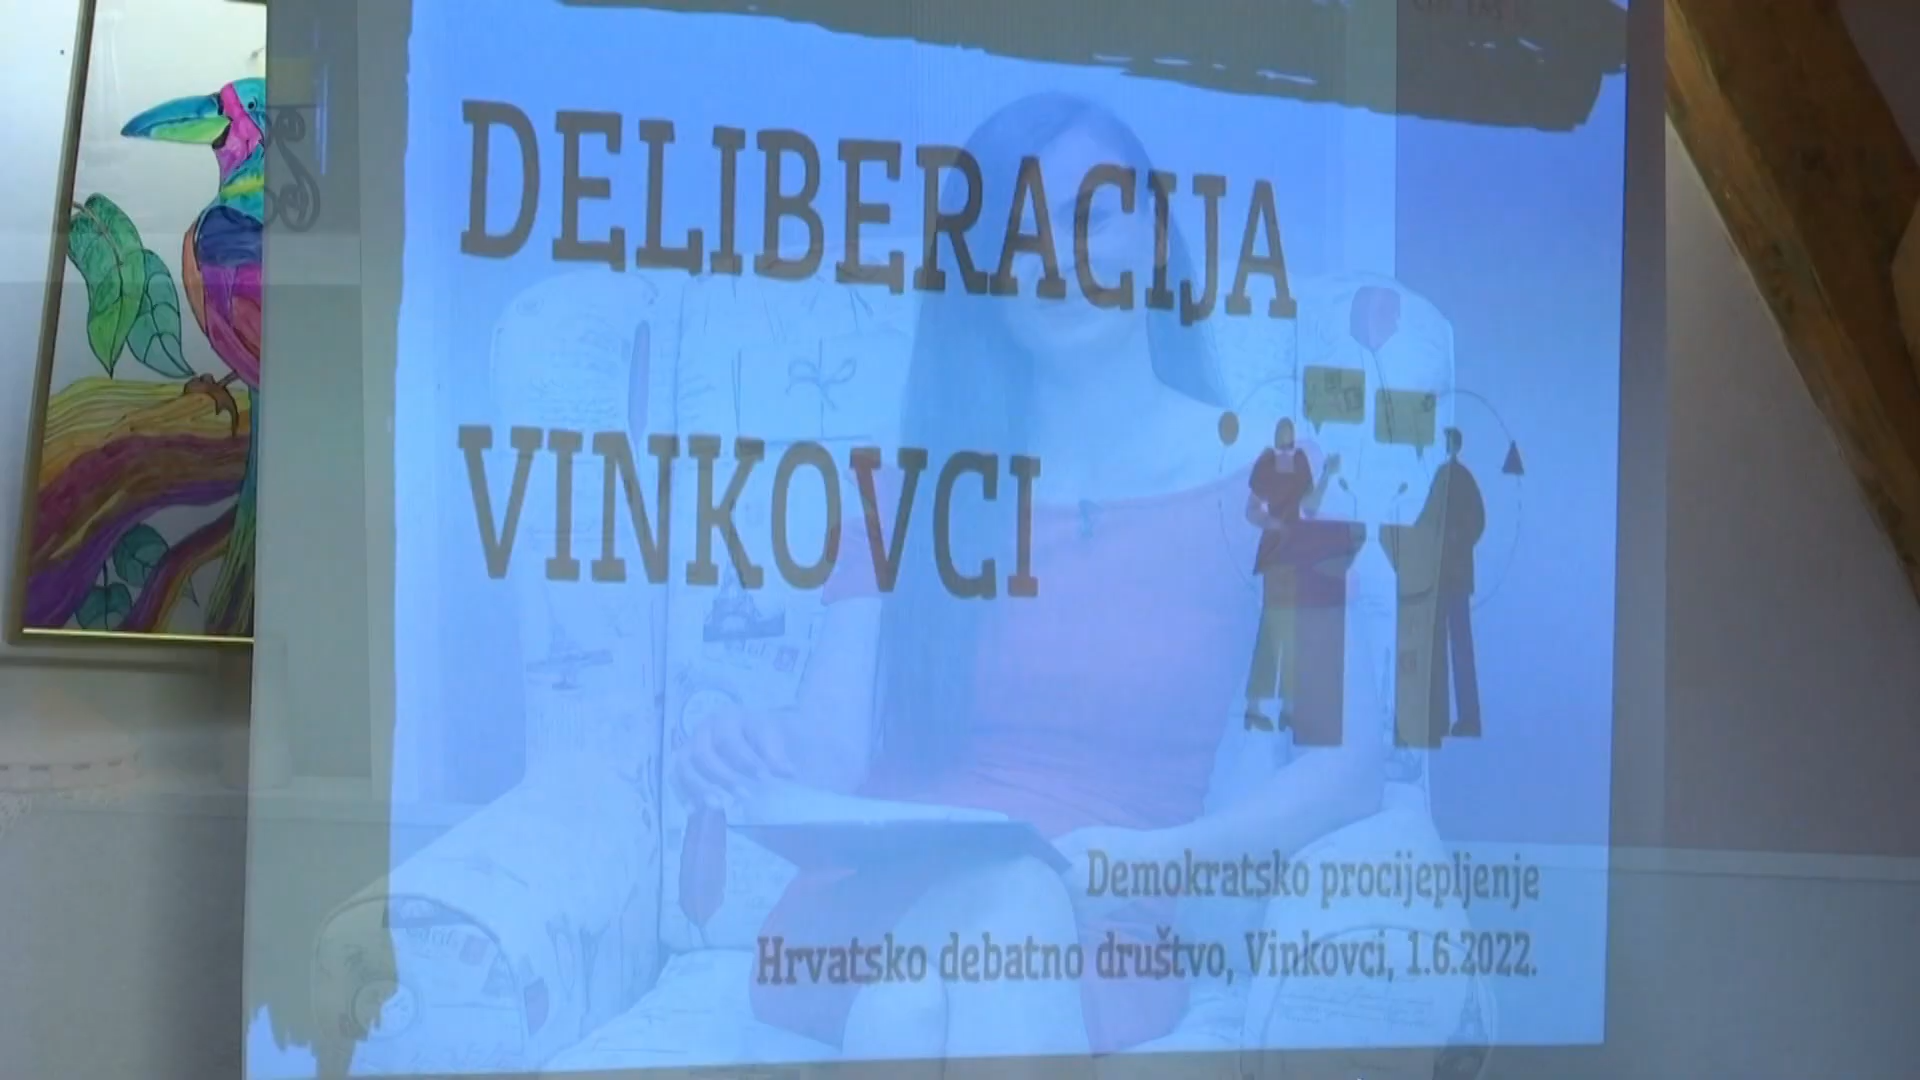 DELIBERACIJA
VINKOVCI
Demokratsko procijepljenje
Hrvatsko debatno društvo, Vinkovci, 1.6.2022.